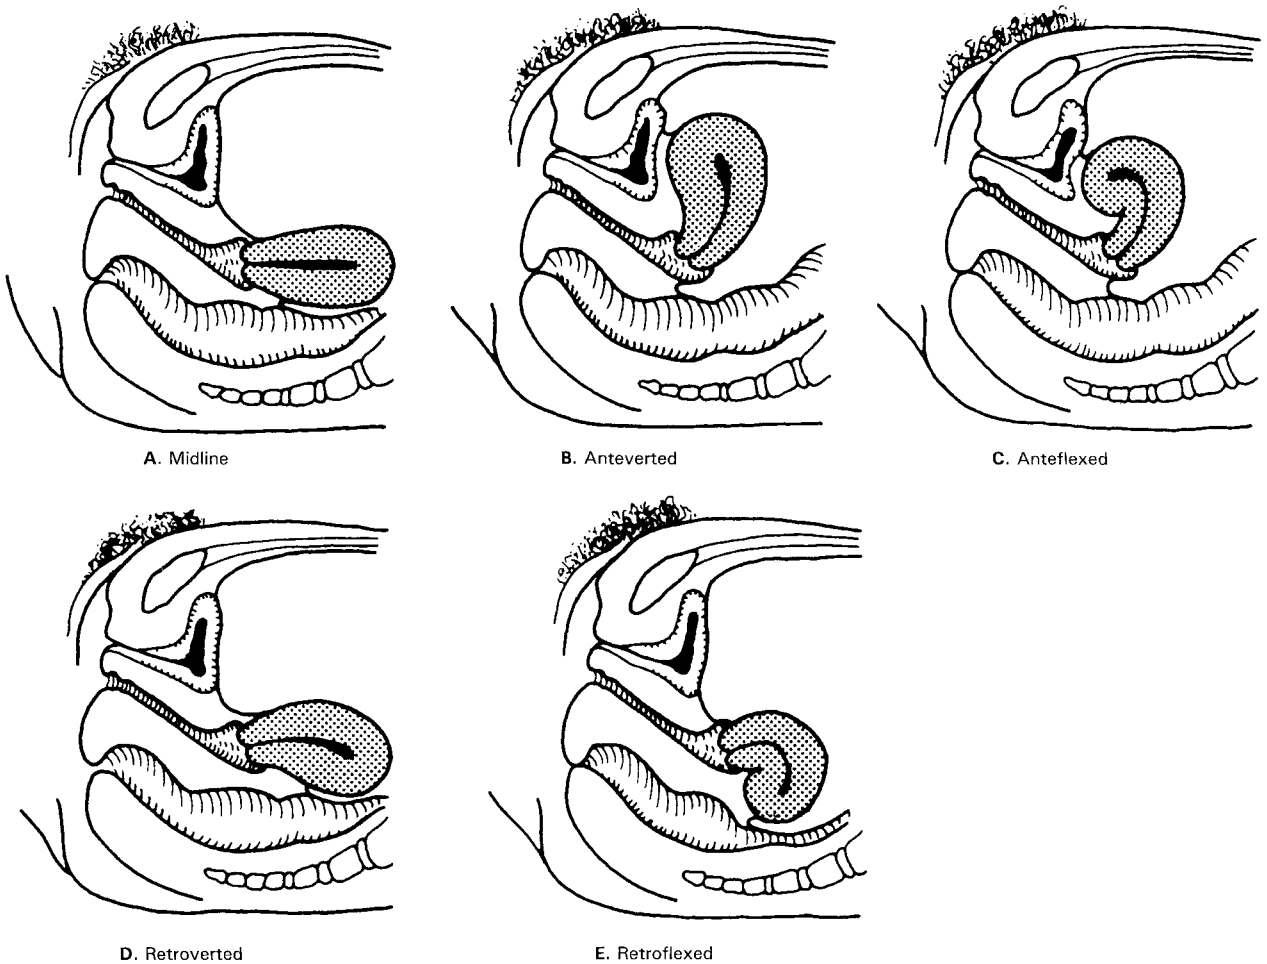 A. Midline
B. Anteverted
C. Anteflexed
D. Retroverted
E. Retroflexed